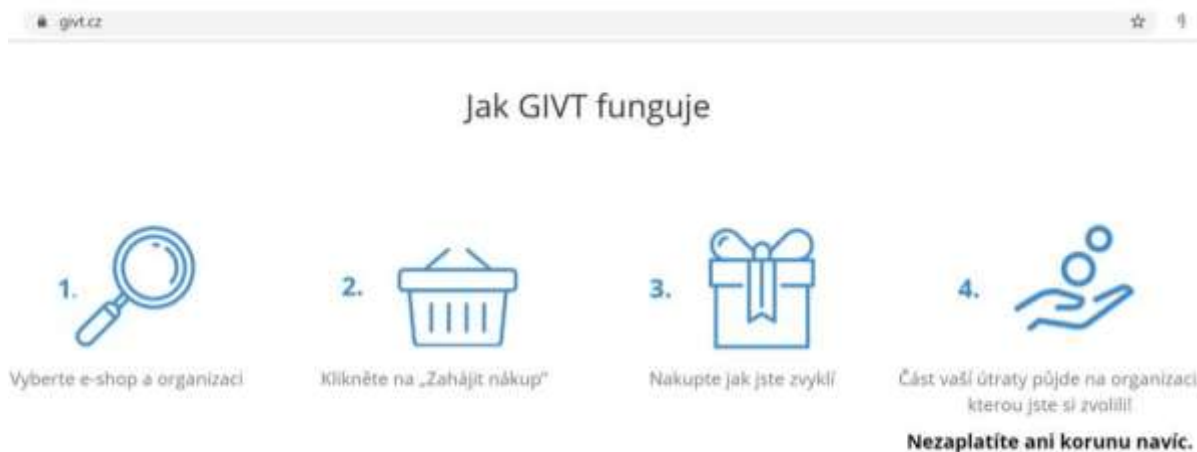 givt.cz
Jak GIVT funguje
1.
Vyberte e-shop a organizaci
2.
Klikněte na „Zahájit nákup"
3.
Nakupte jak jste zvyklí
4.
Část vaší útraty půjde na organizaci
kterou jste si zvolili!
Nezaplatíte ani korunu navíc.